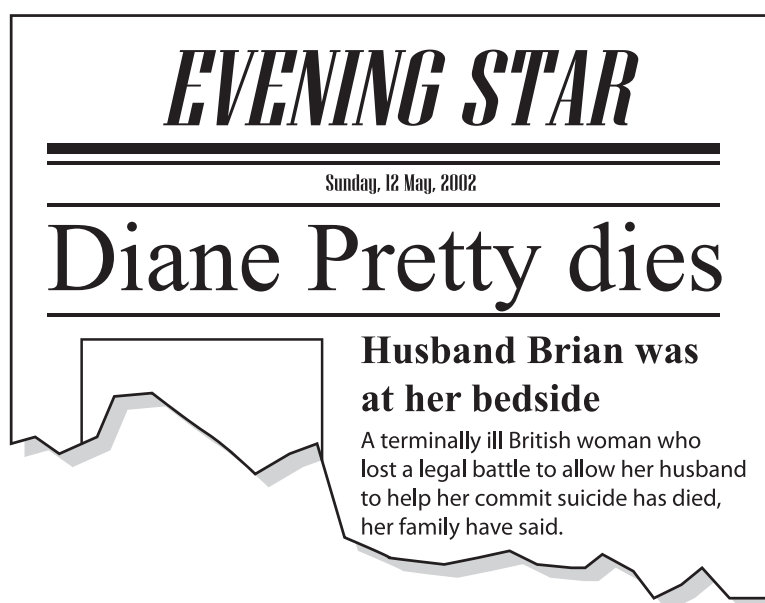 EVENING STAR
Sunday, 12 May, 2002
Diane Pretty dies
Husband Brian was
at her bedside
A terminally ill British woman who
lost a legal battle to allow her husband
to help her commit suicide has died,
her family have said.